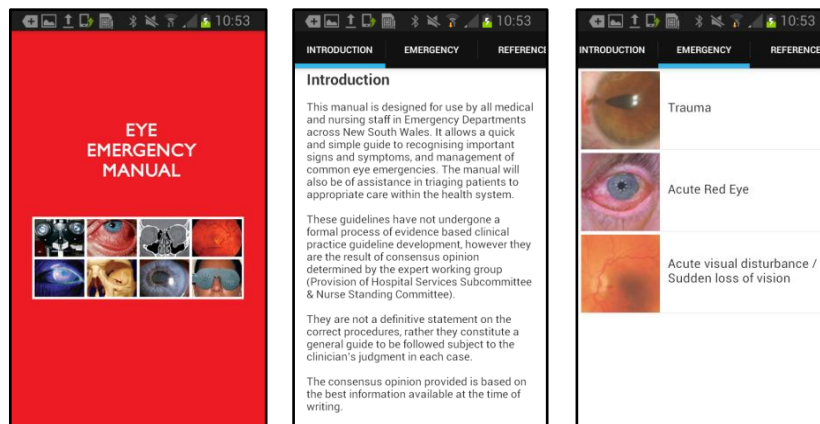 10:53
EYE
EMERGENCY
MANUAL
10:53
INTRODUCTION EMERGENCY REFERENCE
Introduction
This manual is designed for use by all medical
and nursing staff in Emergency Departments
across New South Wales. It allows a quick
and simple guide to recognising important
signs and symptoms, and management of
common eye emergencies. The manual will
also be of assistance in triaging patients to
appropriate care within the health system.
These guidelines have not undergone a
formal process of evidence based clinical
practice guideline development, however they
are the result of consensus opinion
determined by the expert working group
(Provision of Hospital Services Subcommittee
& Nurse Standing Committee).
They are not a definitive statement on the
correct procedures, rather they constitute a
general guide to be followed subject to the
clinician's judgment in each case.
The consensus opinion provided is based on
the best information available at the time of
writing.
10:53
INTRODUCTION EMERGENCY REFERENCE
Trauma
Acute Red Eye
Acute visual disturbance /
Sudden loss of vision